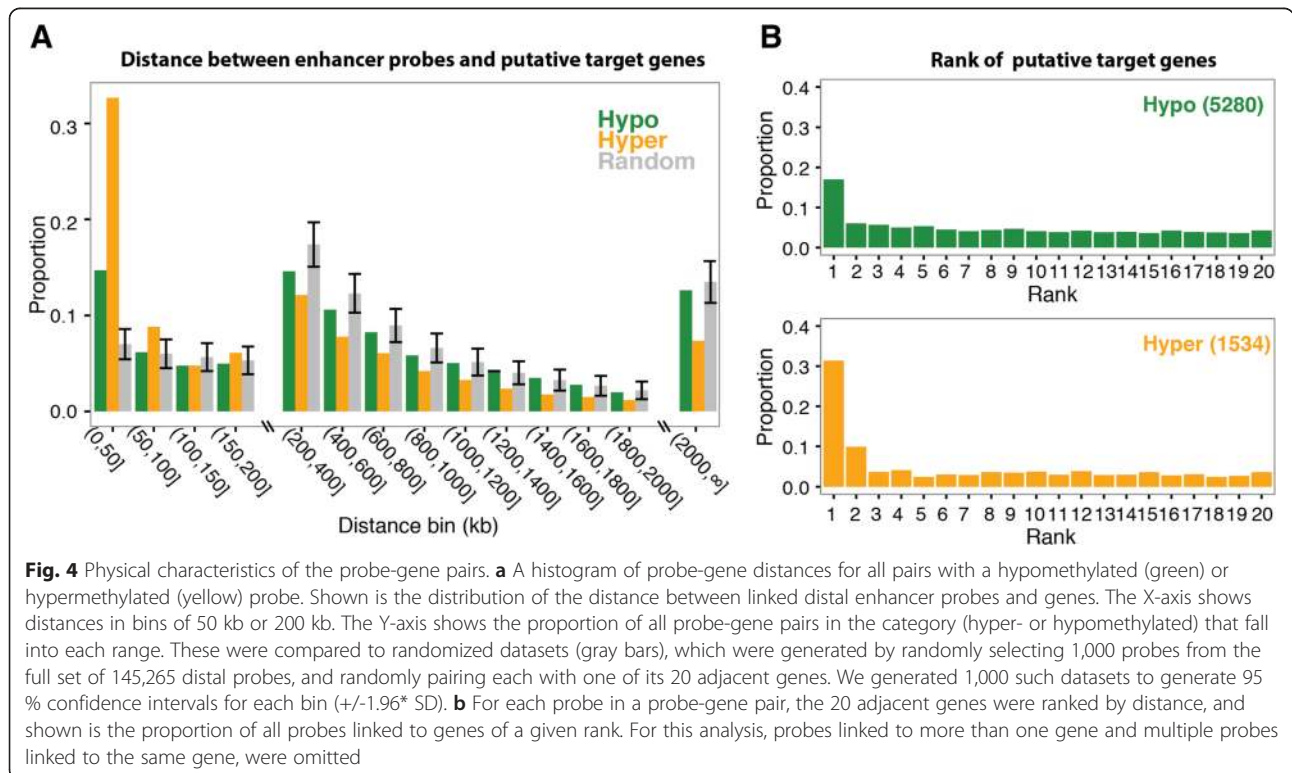 A
Distance between enhancer probes and putative target genes
Proportion
0.3
0.2
0.1
0.0
Hypo
Hyper
Random
(0,50]
(50,100]
(100,150]
(150,200]
//
(200,400]
(400,600]
(600,800]
(800,1000]
(1000,1200]
(1200,1400]
(1400,1600]
(1600,1800]
(1800,2000]
//
(2000,∞]
Distance bin (kb)
B
Rank of putative target genes
Proportion
0.4
0.3
0.2
0.1
0.0
Hypo (5280)
1 2 3 4 5 6 7 8 9 10 11 12 13 14 15 16 17 18 19 20
Rank
Proportion
0.4
0.3
0.2
0.1
0.0
Hyper (1534)
1 2 3 4 5 6 7 8 9 10 11 12 13 14 15 16 17 18 19 20
Rank
Fig. 4 Physical characteristics of the probe-gene pairs. a A histogram of probe-gene distances for all pairs with a hypomethylated (green) or
hypermethylated (yellow) probe. Shown is the distribution of the distance between linked distal enhancer probes and genes. The X-axis shows
distances in bins of 50 kb or 200 kb. The Y-axis shows the proportion of all probe-gene pairs in the category (hyper- or hypomethylated) that fall
into each range. These were compared to randomized datasets (gray bars), which were generated by randomly selecting 1,000 probes from the
full set of 145,265 distal probes, and randomly pairing each with one of its 20 adjacent genes. We generated 1,000 such datasets to generate 95
% confidence intervals for each bin (+/-1.96* SD). b For each probe in a probe-gene pair, the 20 adjacent genes were ranked by distance, and
shown is the proportion of all probes linked to genes of a given rank. For this analysis, probes linked to more than one gene and multiple probes
linked to the same gene, were omitted